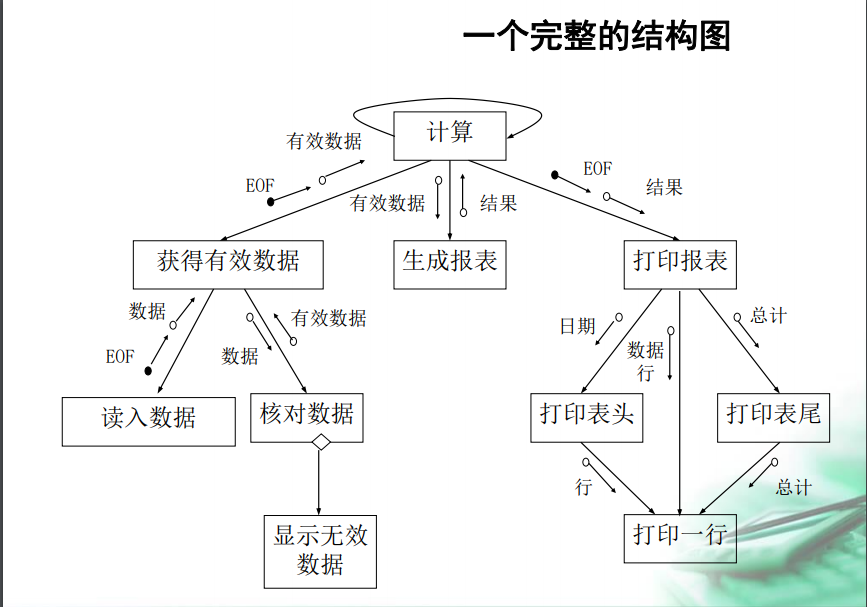 一个完整的结构图
计算
有效数据
EOF
EOF
结果
有效数据
结果
获得有效数据
生成报表
打印报表
数据
EOF
有效数据
数据
日期
数据
行
总计
读入数据
核对数据
打印表头
打印表尾
行
总计
显示无效
数据
打印一行